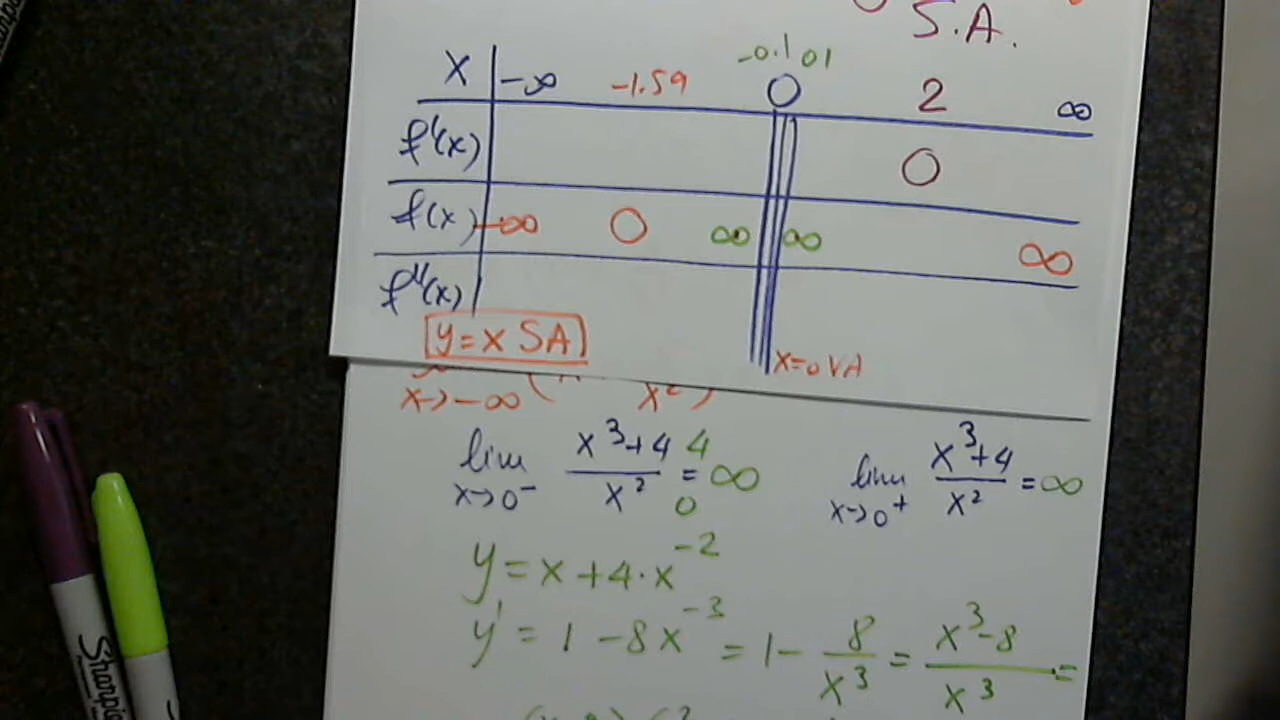 S.A.
-0.1 01
X -∞ -1.59 0 2 ∞
f'(x) 0
f(x) -∞ 0 ∞ ∞ ∞
f''(x)
y=x SA
x=0 VA
x→-∞ ( x² )
lim x→0⁻ (x³+4)/x² 4/0 = ∞ lim x→0⁺ (x³+4)/x² = ∞
y = x + 4·x⁻²
y' = 1 - 8x⁻³ = 1 - 8/x³ = (x³-8)/x³ =
Sharpie